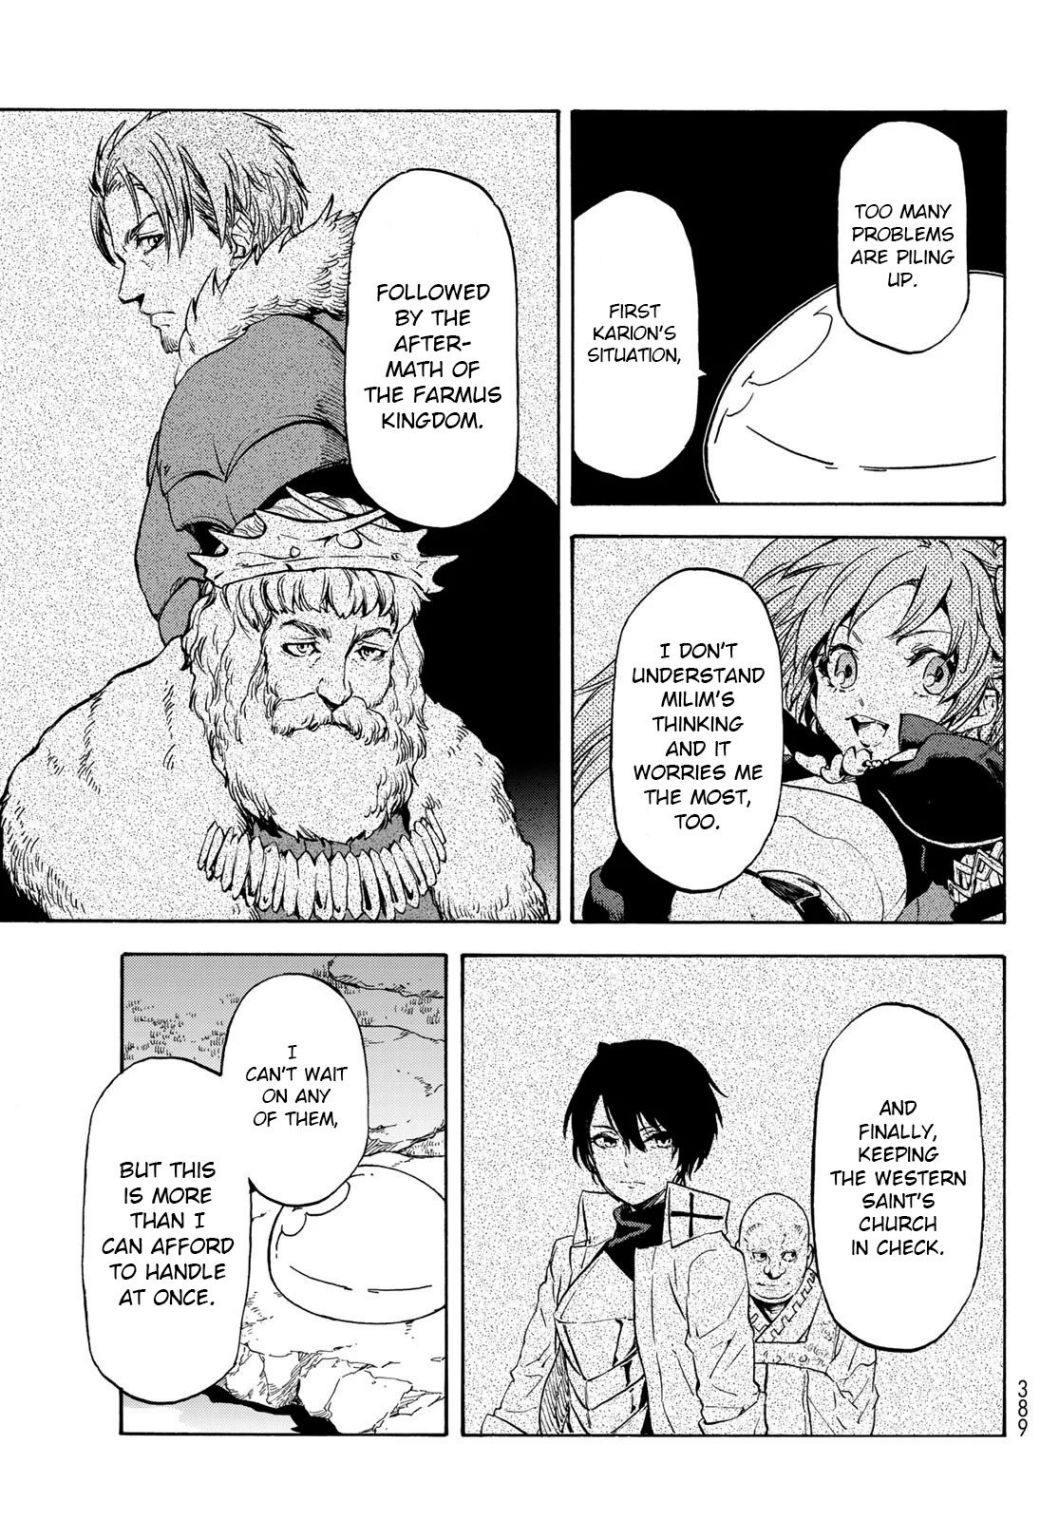 TOO MANY
PROBLEMS
ARE PILING
UP.
FIRST
KARION'S
SITUATION,
I DON'T
UNDERSTAND
MILIM'S
THINKING
AND IT
WORRIES ME
THE MOST,
TOO.
FOLLOWED
BY THE
AFTER-
MATH OF
THE FARMUS
KINGDOM.
AND
FINALLY,
KEEPING
THE WESTERN
SAINT'S
CHURCH
IN CHECK.
I
CAN'T WAIT
ON ANY
OF THEM,
BUT THIS
IS MORE
THAN I
CAN AFFORD
TO HANDLE
AT ONCE.
389